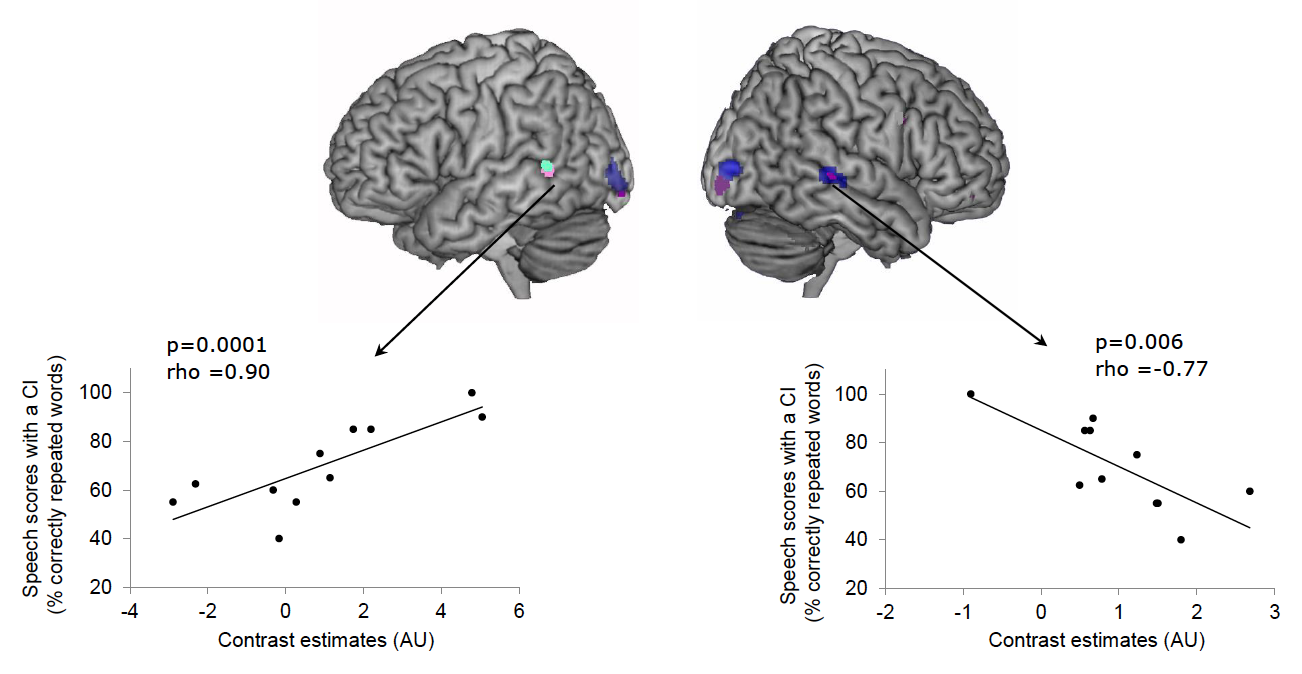 p=0.0001
rho =0.90
Speech scores with a CI
(% correctly repeated words)
100
80
60
40
20
-4 -2 0 2 4 6
Contrast estimates (AU)
p=0.006
rho =-0.77
Speech scores with a CI
(% correctly repeated words)
100
80
60
40
20
-2 -1 0 1 2 3
Contrast estimates (AU)